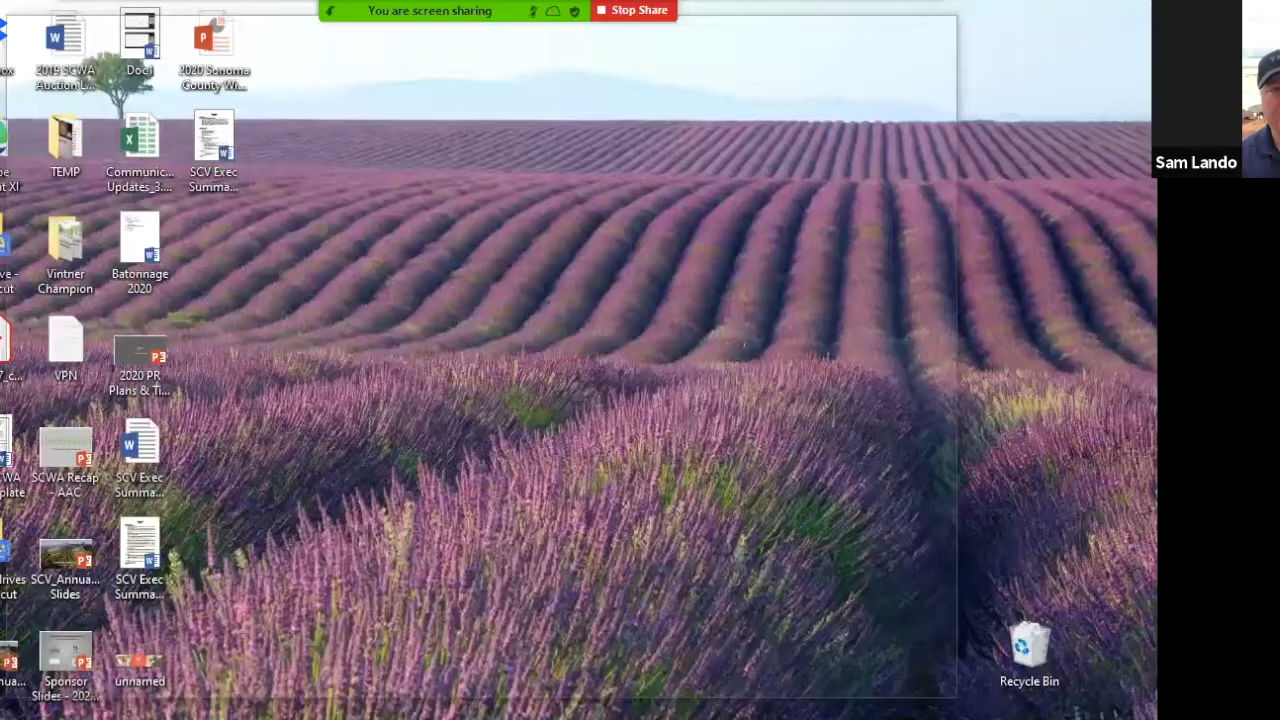 You are screen sharing
Stop Share
Sam Lando
2019 SCWA
Auction L...
Doc1
2020 Sonoma
County Wi...
TEMP
Communic...
Updates_3....
SCV Exec
Summa...
Vintner
Champion
Batonnage
2020
VPN
2020 PR
Plans & Ti...
SCWA Recap
- AAC
SCV Exec
Summa...
SCV_Annua...
Slides
SCV Exec
Summa...
Sponsor
Slides - 202...
unnamed
Recycle Bin